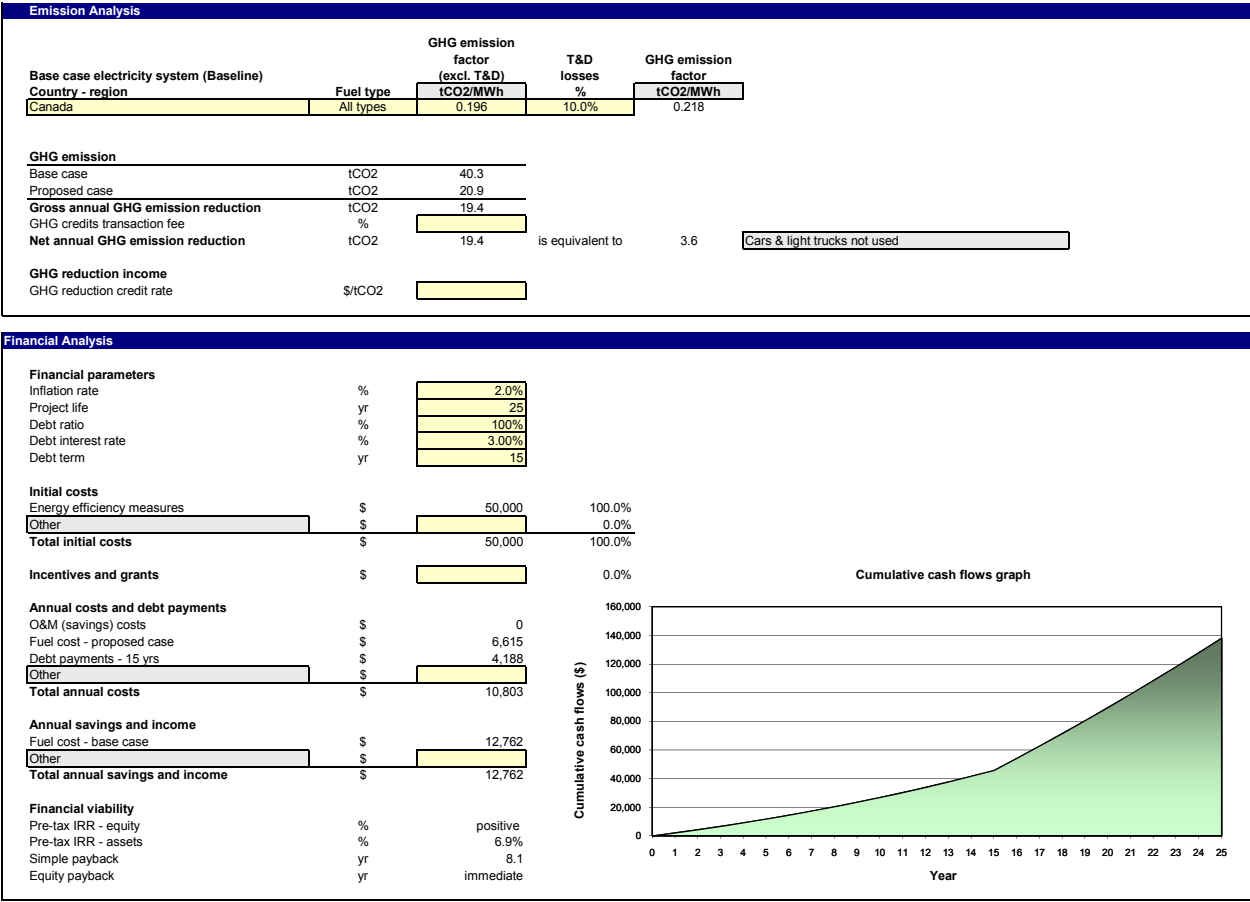 Emission Analysis
GHG emission
factor T&D GHG emission
Base case electricity system (Baseline) (excl. T&D) losses factor
Country - region Fuel type tCO2/MWh % tCO2/MWh
Canada All types 0.196 10.0% 0.218
GHG emission
Base case tCO2 40.3
Proposed case tCO2 20.9
Gross annual GHG emission reduction tCO2 19.4
GHG credits transaction fee %
Net annual GHG emission reduction tCO2 19.4 is equivalent to 3.6 Cars & light trucks not used
GHG reduction income
GHG reduction credit rate $/tCO2
Financial Analysis
Financial parameters
Inflation rate % 2.0%
Project life yr 25
Debt ratio % 100%
Debt interest rate % 3.00%
Debt term yr 15
Initial costs
Energy efficiency measures $ 50,000 100.0%
Other $ 0.0%
Total initial costs $ 50,000 100.0%
Incentives and grants $ 0.0%
Annual costs and debt payments
O&M (savings) costs $ 0
Fuel cost - proposed case $ 6,615
Debt payments - 15 yrs $ 4,188
Other $
Total annual costs $ 10,803
Annual savings and income
Fuel cost - base case $ 12,762
Other $
Total annual savings and income $ 12,762
Financial viability
Pre-tax IRR - equity % positive
Pre-tax IRR - assets % 6.9%
Simple payback yr 8.1
Equity payback yr immediate
Cumulative cash flows graph
Cumulative cash flows ($)
160,000
140,000
120,000
100,000
80,000
60,000
40,000
20,000
0
0 1 2 3 4 5 6 7 8 9 10 11 12 13 14 15 16 17 18 19 20 21 22 23 24 25
Year